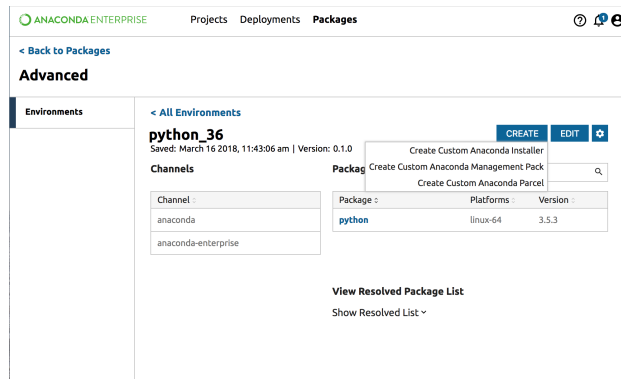 ANACONDA ENTERPRISE Projects Deployments Packages 1
< Back to Packages
Advanced
Environments
< All Environments
python_36
CREATE EDIT
Saved: March 16 2018, 11:43:06 am | Version: 0.1.0
Create Custom Anaconda Installer
Create Custom Anaconda Management Pack
Create Custom Anaconda Parcel
Channels
Packag
Channel
Package Platforms Version
anaconda
python linux-64 3.5.3
anaconda-enterprise
View Resolved Package List
Show Resolved List